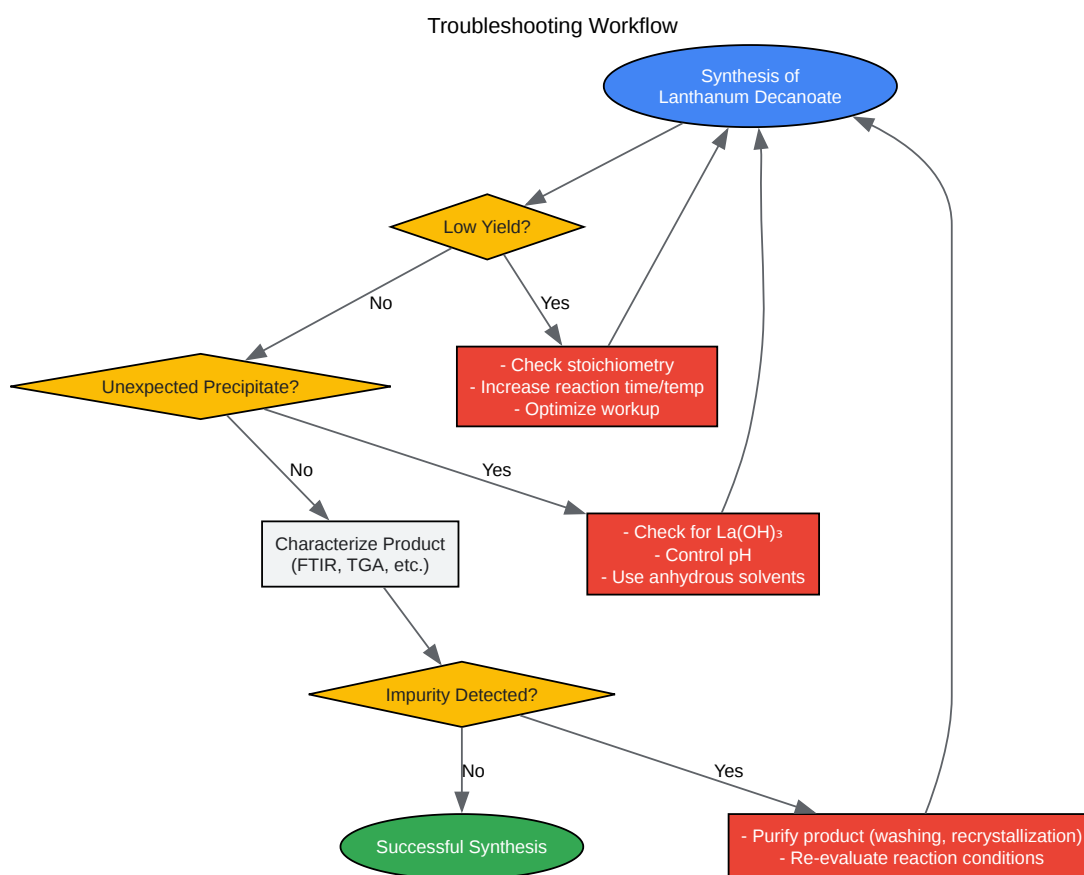 Troubleshooting Workflow
Synthesis of
Lanthanum Decanoate
Low Yield?
No
Yes
- Check stoichiometry
- Increase reaction time/temp
- Optimize workup
Unexpected Precipitate?
No
Yes
Characterize Product
(FTIR, TGA, etc.)
- Check for La(OH)₃
- Control pH
- Use anhydrous solvents
Impurity Detected?
No
Yes
Successful Synthesis
- Purify product (washing, recrystallization)
- Re-evaluate reaction conditions